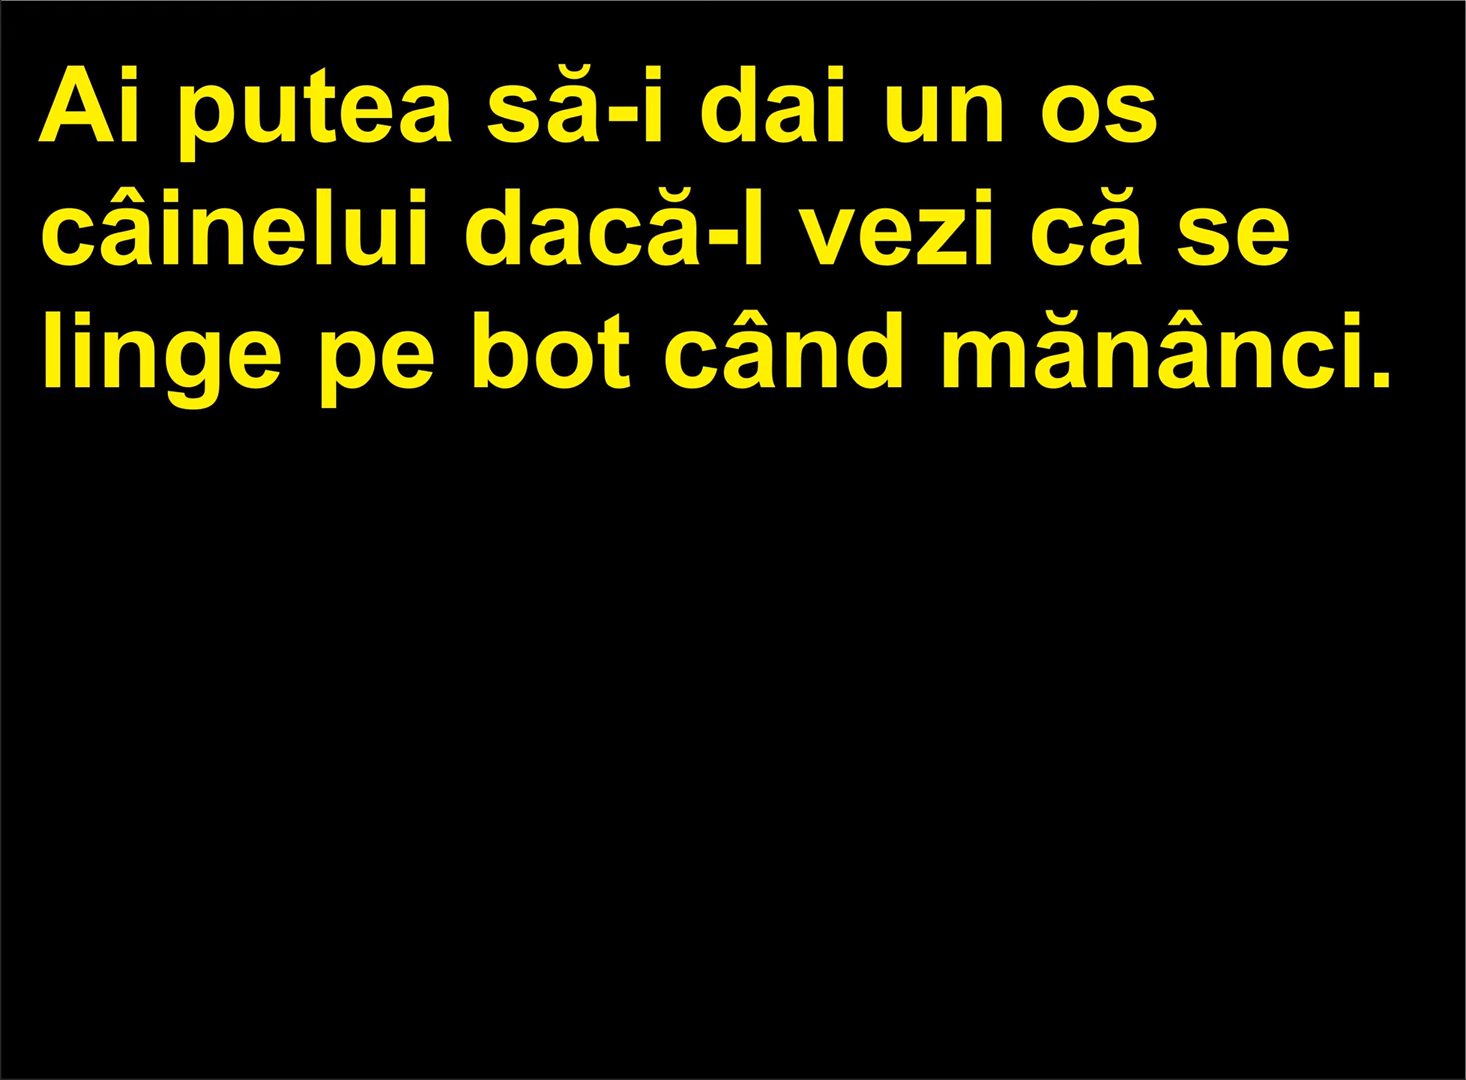 Ai putea să-i dai un os
câinelui dacă-l vezi că se
linge pe bot când mănânci.